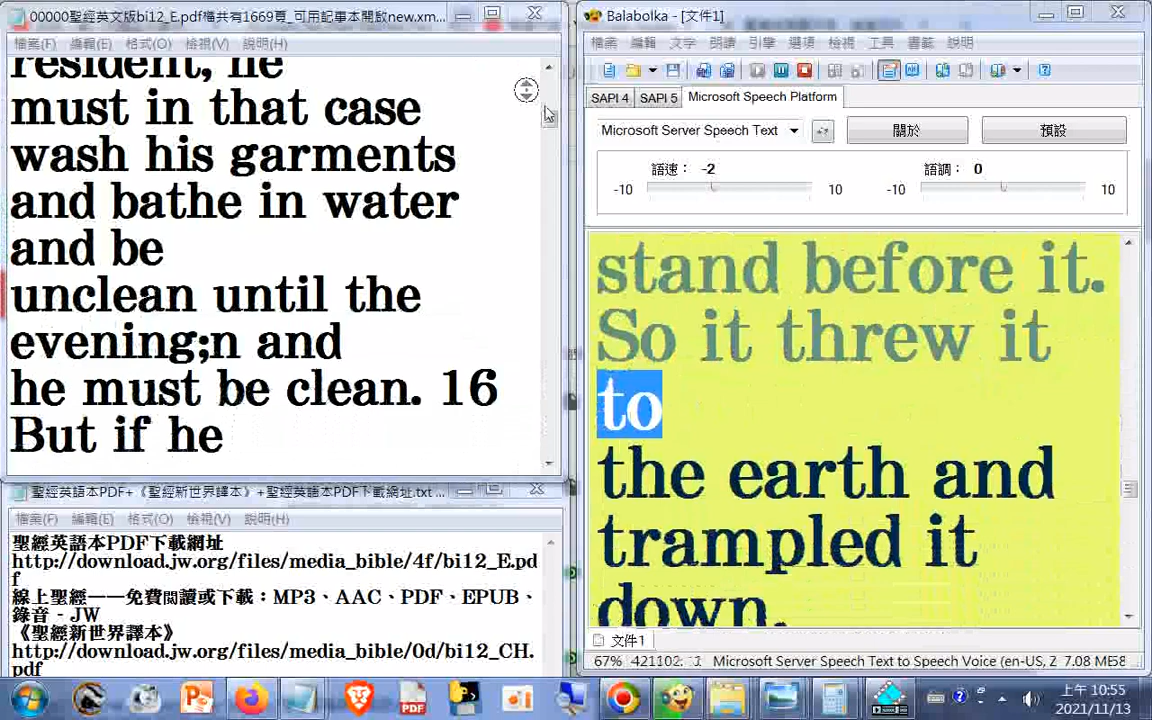 00000聖經英文版bi12_E.pdf檔共有1669頁_可用記事本開啟new.xm...
檔案(F) 編輯(E) 格式(O) 檢視(V) 說明(H)
resident, he
must in that case
wash his garments
and bathe in water
and be
unclean until the
evening;n and
he must be clean. 16
But if he
聖經英語本PDF+《聖經新世界譯本》+聖經英語本PDF下載網址.txt ...
檔案(F) 編輯(E) 格式(O) 檢視(V) 說明(H)
聖經英語本PDF下載網址
http://download.jw.org/files/media_bible/4f/bi12_E.pd
f
線上聖經——免費閱讀或下載：MP3、AAC、PDF、EPUB、
錄音 - JW
《聖經新世界譯本》
http://download.jw.org/files/media_bible/0d/bi12_CH.
pdf
Balabolka - [文件1]
檔案 編輯 文字 朗讀 引擎 選項 檢視 工具 書籤 說明
SAPI 4 SAPI 5 Microsoft Speech Platform
Microsoft Server Speech Text 關於 預設
語速： -2 語調： 0
-10 10 -10 10
stand before it.
So it threw it
to
the earth and
trampled it
down.
文件1
67% 421102: Microsoft Server Speech Text to Speech Voice (en-US, Z 7.08 ME
上午 10:55
2021/11/13